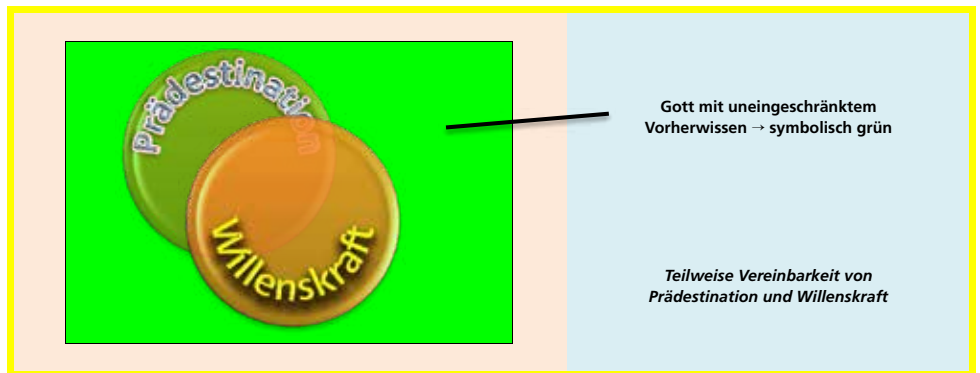 Prädestination
Willenskraft
Gott mit uneingeschränktem
Vorherwissen → symbolisch grün
Teilweise Vereinbarkeit von
Prädestination und Willenskraft